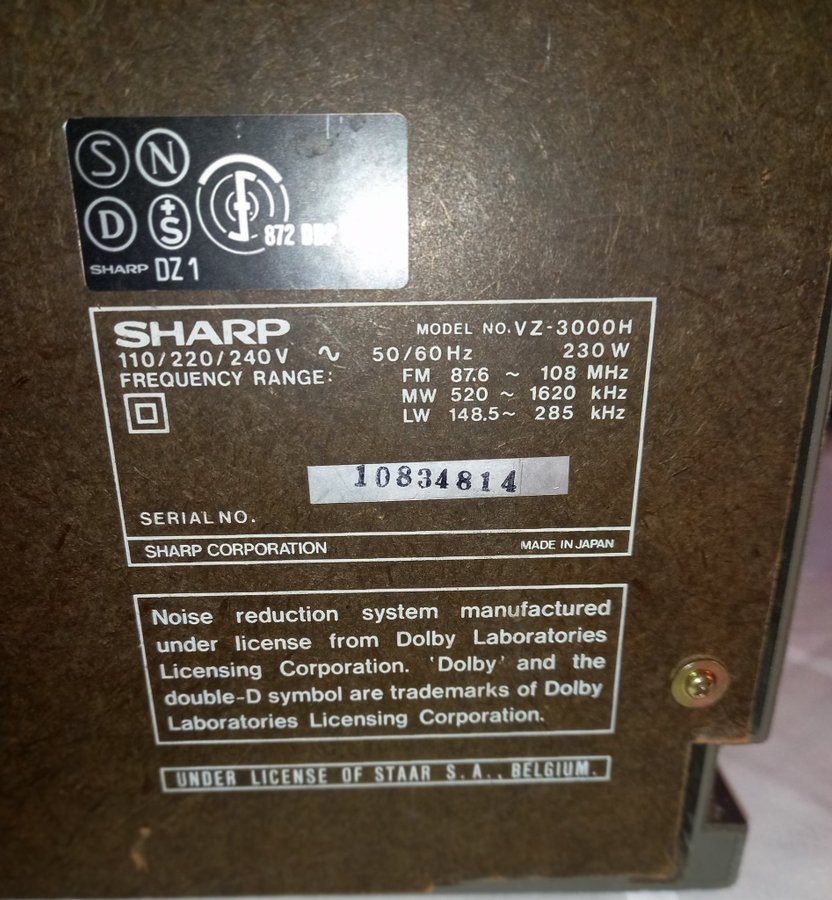 S N
D +S
872
SHARP DZ1
SHARP MODEL NO. VZ-3000H
110/220/240V ~ 50/60Hz 230W
FREQUENCY RANGE: FM 87.6 ~ 108 MHz
MW 520 ~ 1620 kHz
LW 148.5~ 285 kHz
10834814
SERIAL NO.
SHARP CORPORATION MADE IN JAPAN
Noise reduction system manufactured
under license from Dolby Laboratories
Licensing Corporation. 'Dolby' and the
double-D symbol are trademarks of Dolby
Laboratories Licensing Corporation.
UNDER LICENSE OF STAAR S.A., BELGIUM.